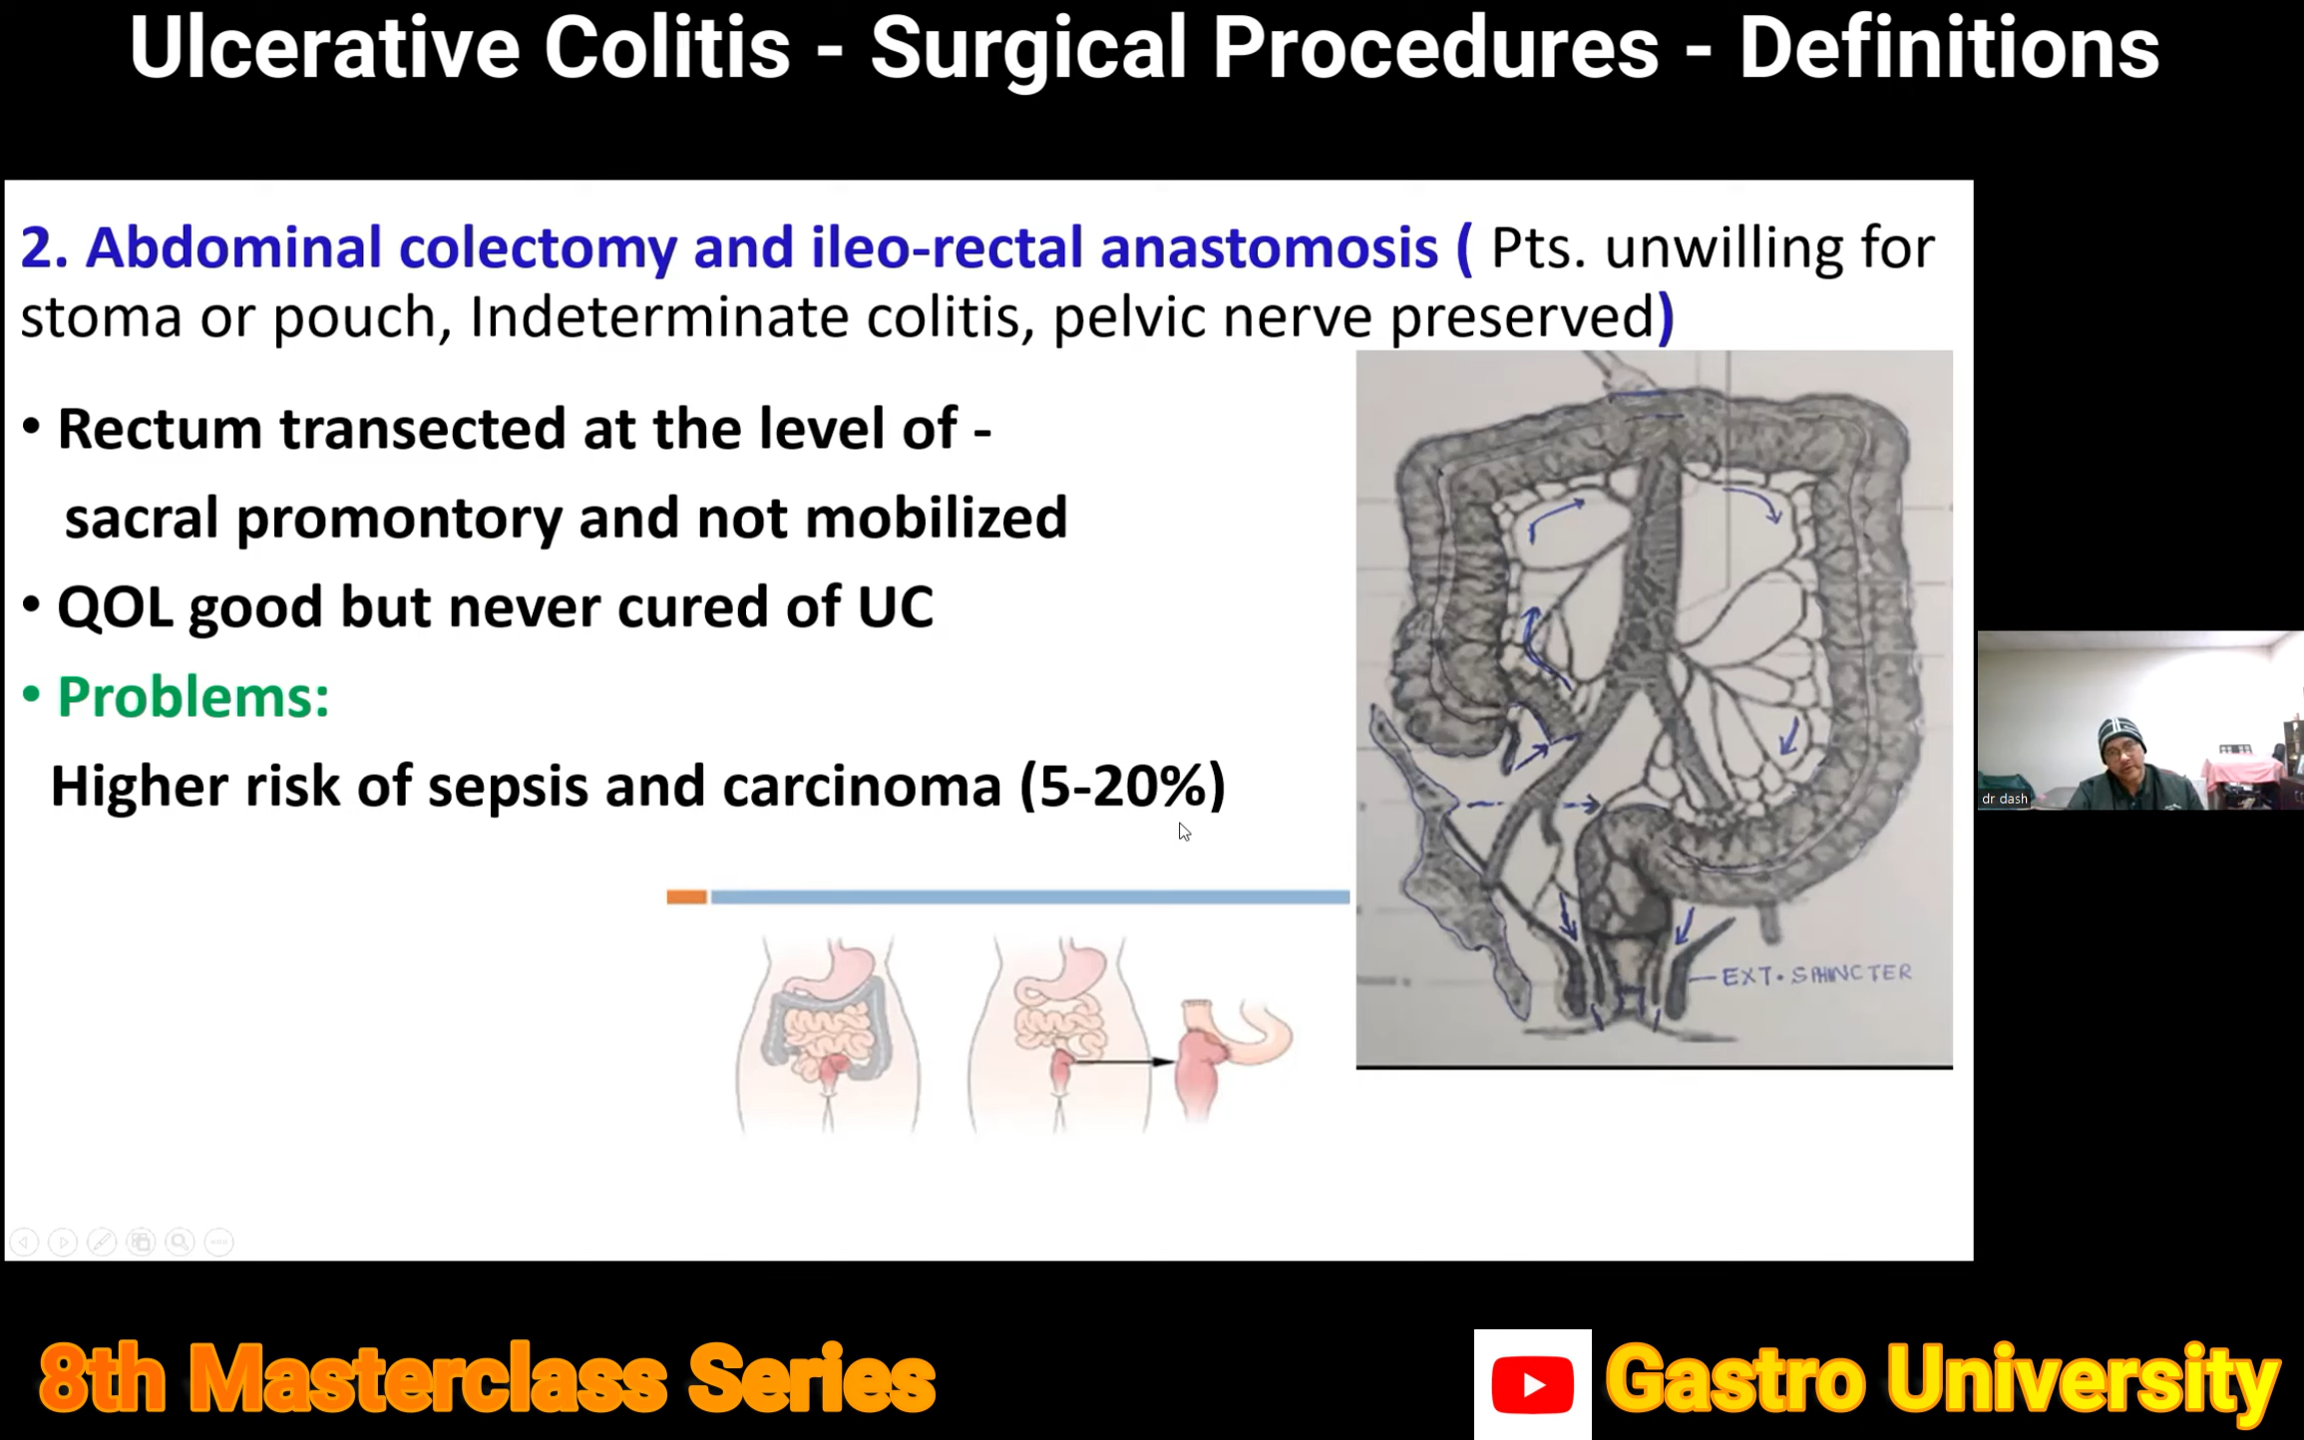 Ulcerative Colitis - Surgical Procedures - Definitions
2. Abdominal colectomy and ileo-rectal anastomosis ( Pts. unwilling for
stoma or pouch, Indeterminate colitis, pelvic nerve preserved)
• Rectum transected at the level of -
sacral promontory and not mobilized
• QOL good but never cured of UC
• Problems:
Higher risk of sepsis and carcinoma (5-20%)
EXT. SPHINCTER
dr dash
8th Masterclass Series
Gastro University